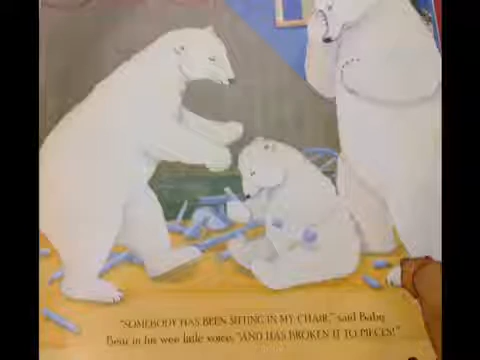 "SOMEBODY HAS BEEN SITTING IN MY CHAIR," said Baby
Bear in his wee little voice, "AND HAS BROKEN IT TO PIECES!"